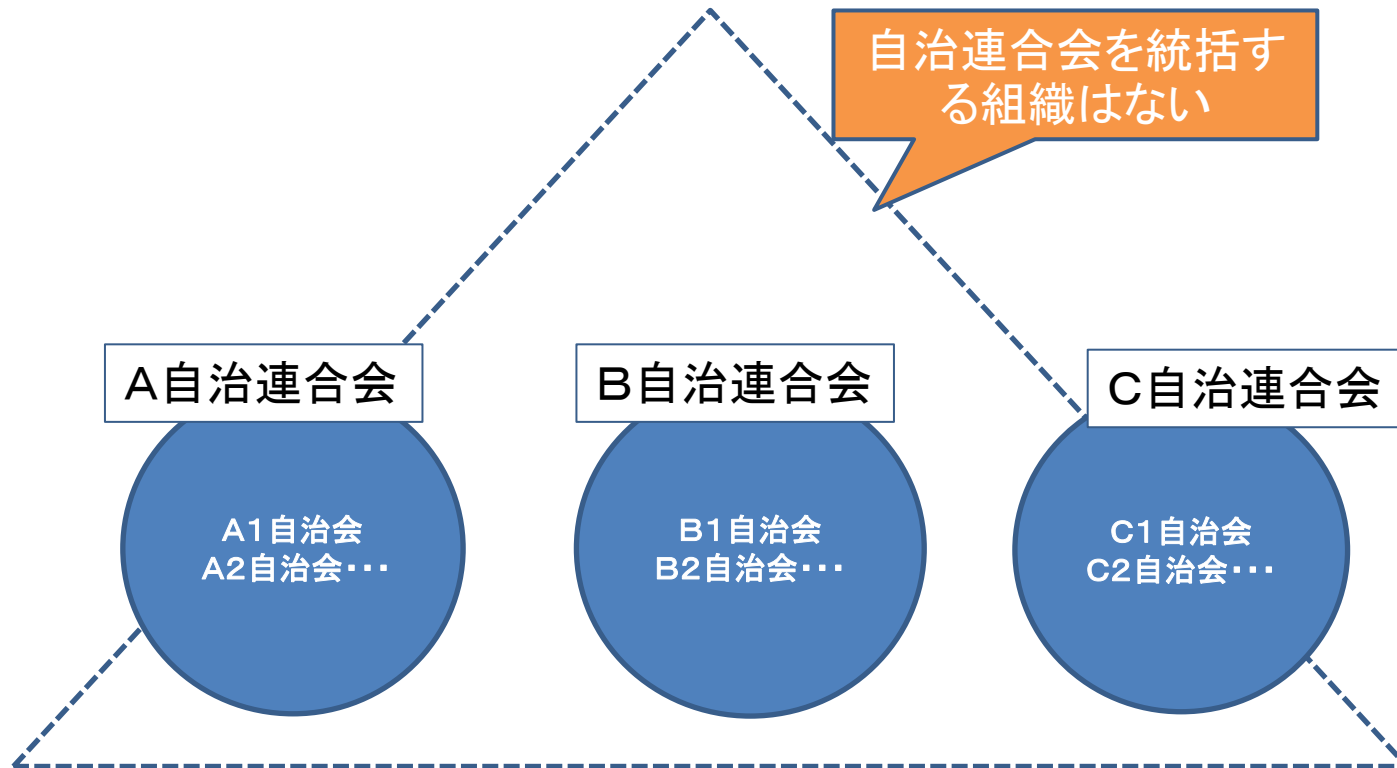 自治連合会を統括す
る組織はない
A自治連合会
B自治連合会
C自治連合会
A1自治会
A2自治会・・・
B1自治会
B2自治会・・・
C1自治会
C2自治会・・・